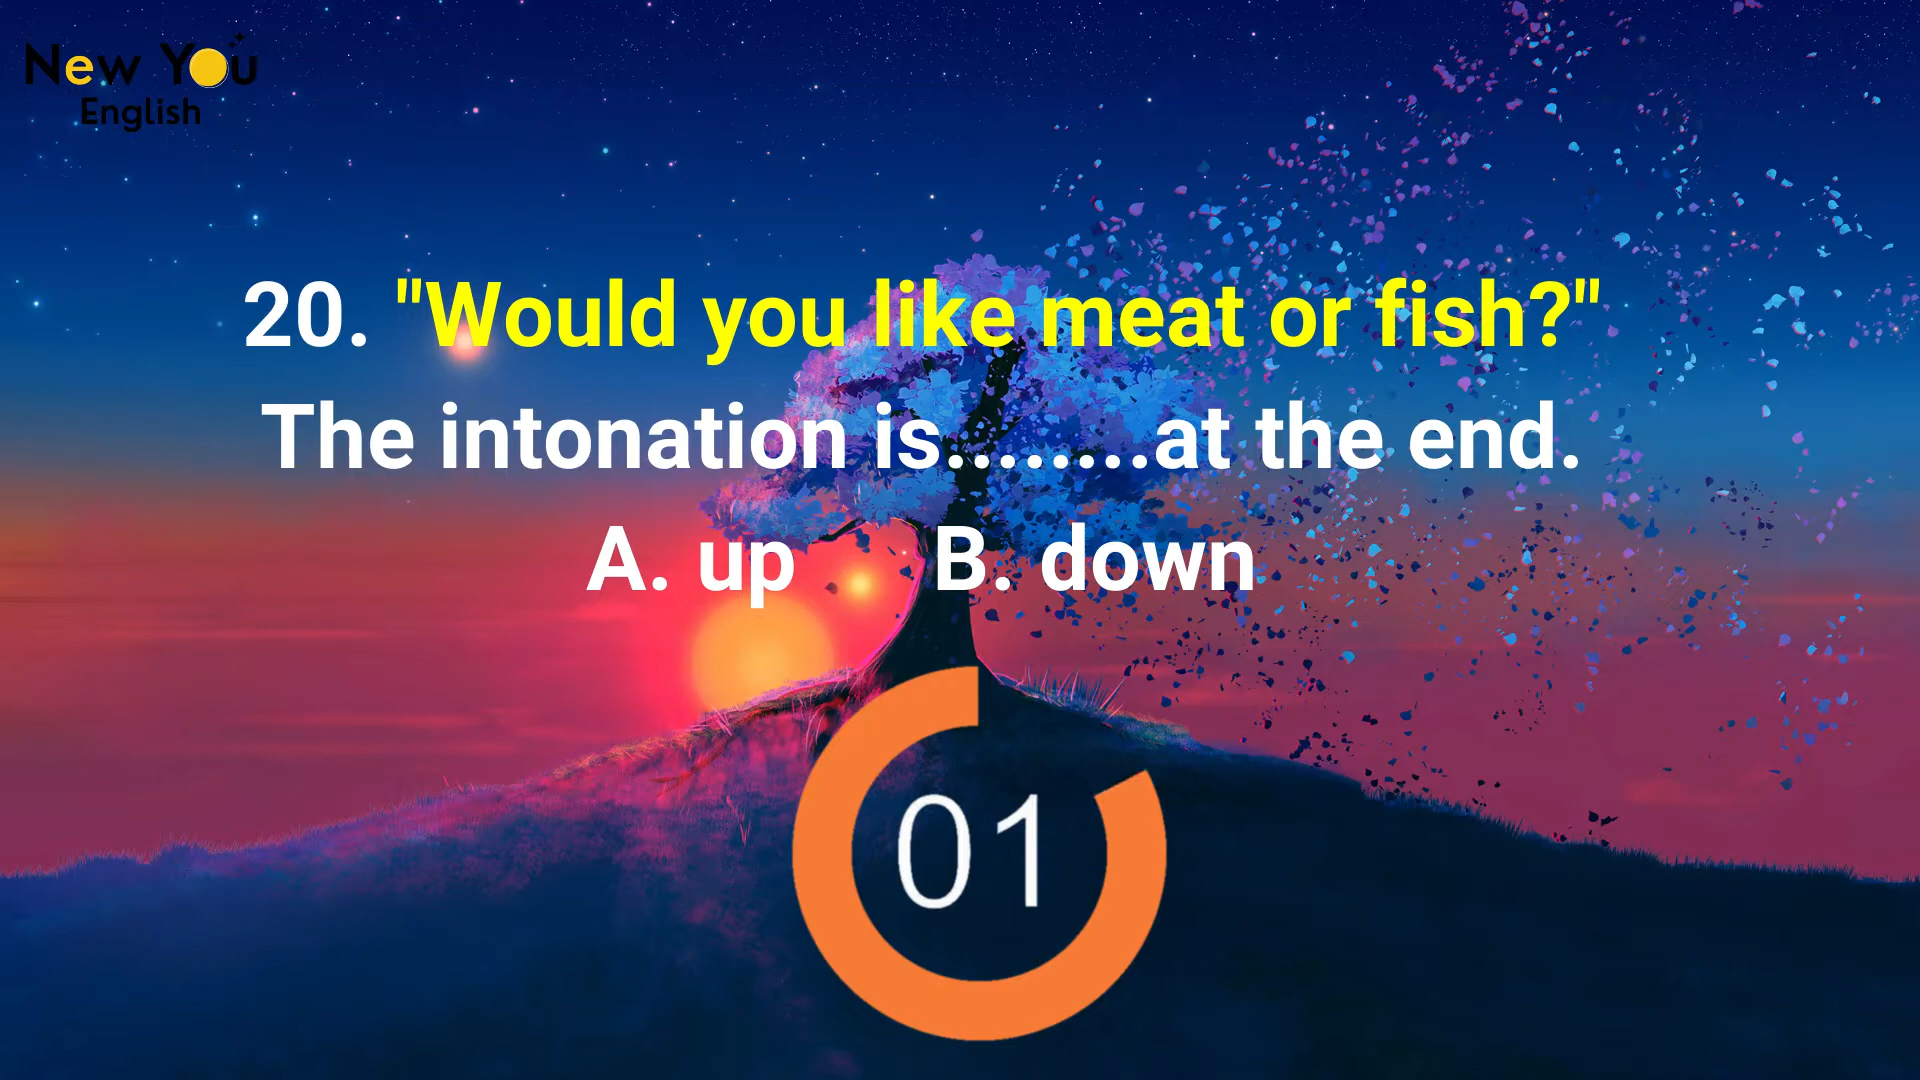 New You
English
20. "Would you like meat or fish?"
The intonation is........at the end.
A. up B. down
01